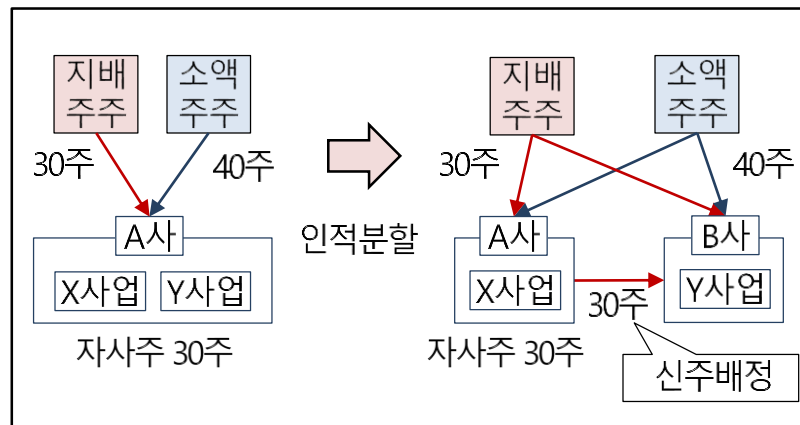 지배
주주
소액
주주
30주
40주
A사
X사업
Y사업
자사주 30주
인적분할
지배
주주
소액
주주
30주
40주
A사
X사업
자사주 30주
30주
B사
Y사업
신주배정